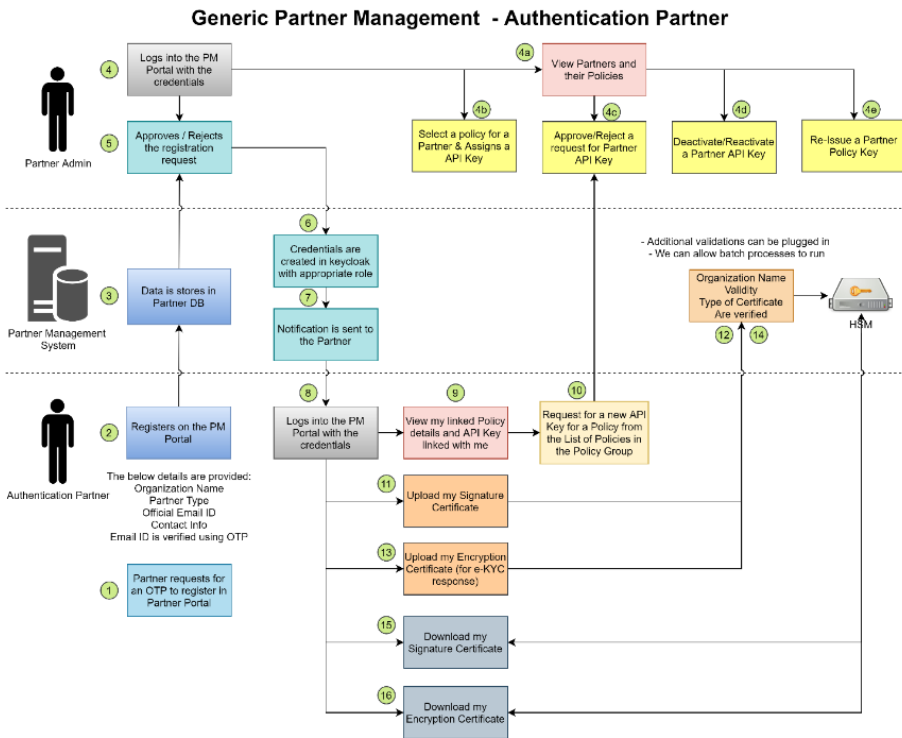 Generic Partner Management - Authentication Partner
4
Logs into the PM
Portal with the
credentials
4a
View Partners and
their Policies
4b
4c
4d
4e
Partner Admin
5
Approves / Rejects
the registration
request
Select a policy for a
Partner & Assigns a
API Key
Approve/Reject a
request for Partner
API Key
Deactivate/Reactivate
a Partner API Key
Re-Issue a Partner
Policy Key
6
Credentials are
created in keycloak
with appropriate role
- Additional validations can be plugged in
- We can allow batch processes to run
Partner Management
System
3
Data is stores in
Partner DB
7
Notification is sent to
the Partner
Organization Name
Validity
Type of Certificate
Are verified
12
14
HSM
Authentication Partner
2
Registers on the PM
Portal
8
Logs into the PM
Portal with the
credentials
9
View my linked Policy
details and API Key
linked with me
10
Request for a new API
Key for a Policy from
the List of Policies in
the Policy Group
The below details are provided:
Organization Name
Partner Type
Official Email ID
Contact Info
Email ID is verified using OTP
11
Upload my Signature
Certificate
13
Upload my Encryption
Certificate (for e-KYC
response)
1
Partner requests for
an OTP to register in
Partner Portal
15
Download my
Signature Certificate
16
Download my
Encryption Certificate